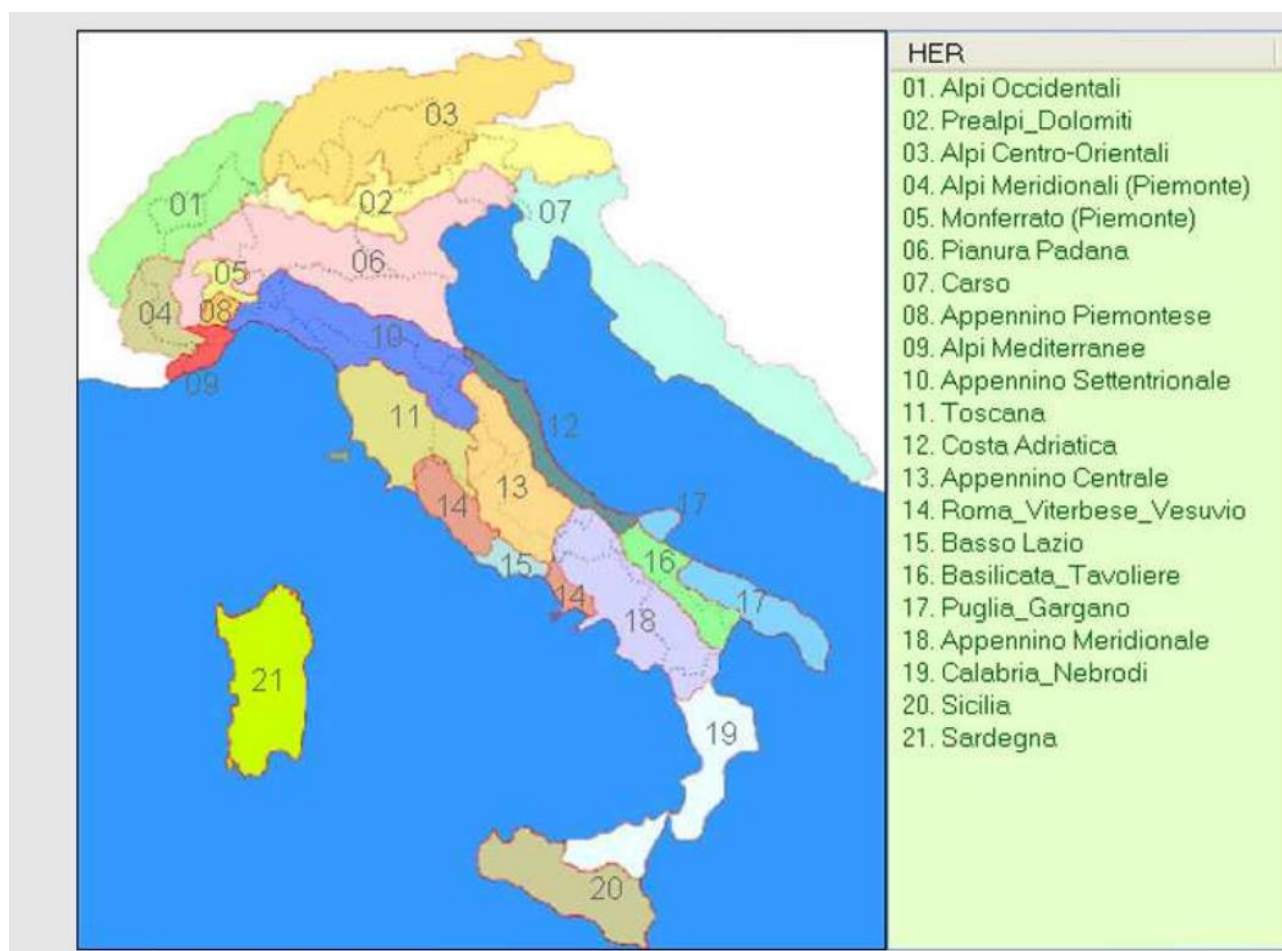 HER
01. Alpi Occidentali
02. Prealpi_Dolomiti
03. Alpi Centro-Orientali
04. Alpi Meridionali (Piemonte)
05. Monferrato (Piemonte)
06. Pianura Padana
07. Carso
08. Appennino Piemontese
09. Alpi Mediterranee
10. Appennino Settentrionale
11. Toscana
12. Costa Adriatica
13. Appennino Centrale
14. Roma_Viterbese_Vesuvio
15. Basso Lazio
16. Basilicata_Tavoliere
17. Puglia_Gargano
18. Appennino Meridionale
19. Calabria_Nebrodi
20. Sicilia
21. Sardegna
03
01
02
07
05
06
04
08
10
09
11
12
13
14
17
15
16
14
17
18
21
19
20